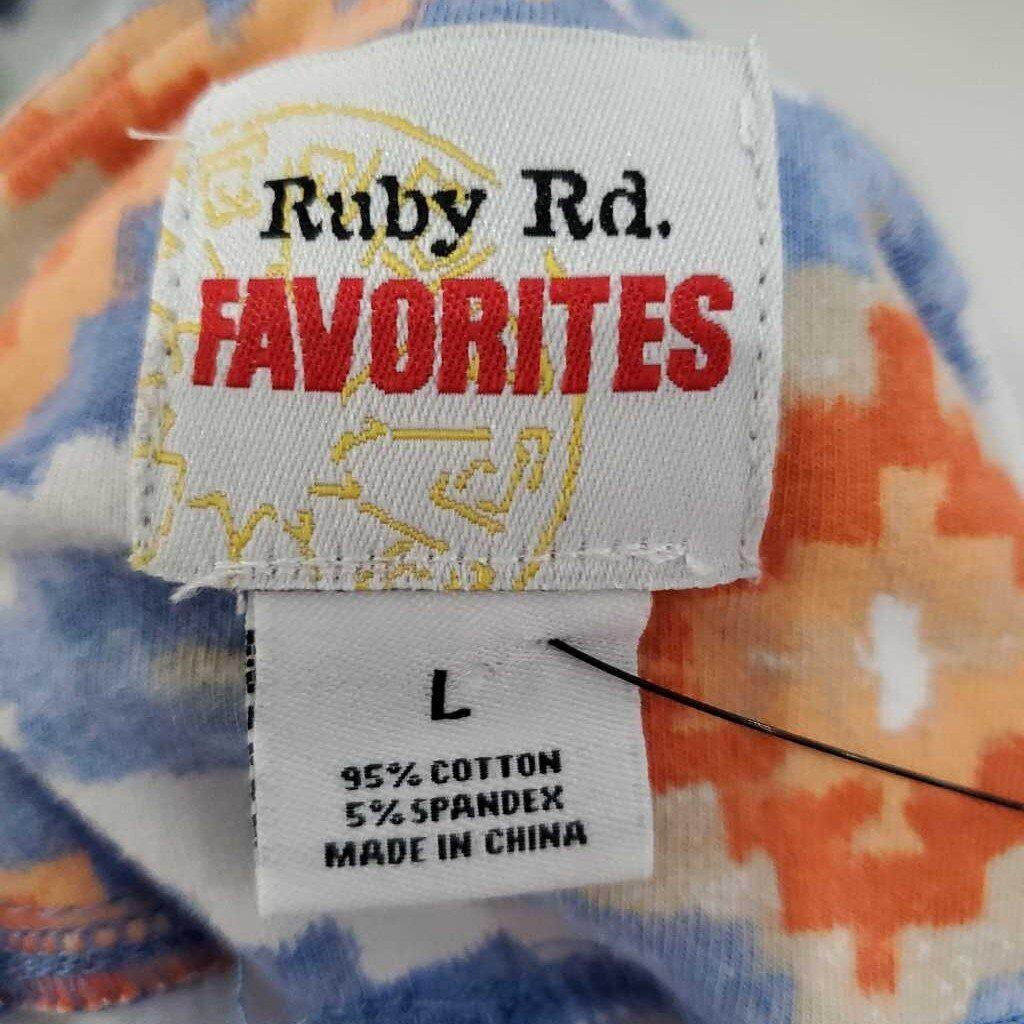 Ruby Rd.
FAVORITES
L
95% COTTON
5% SPANDEX
MADE IN CHINA